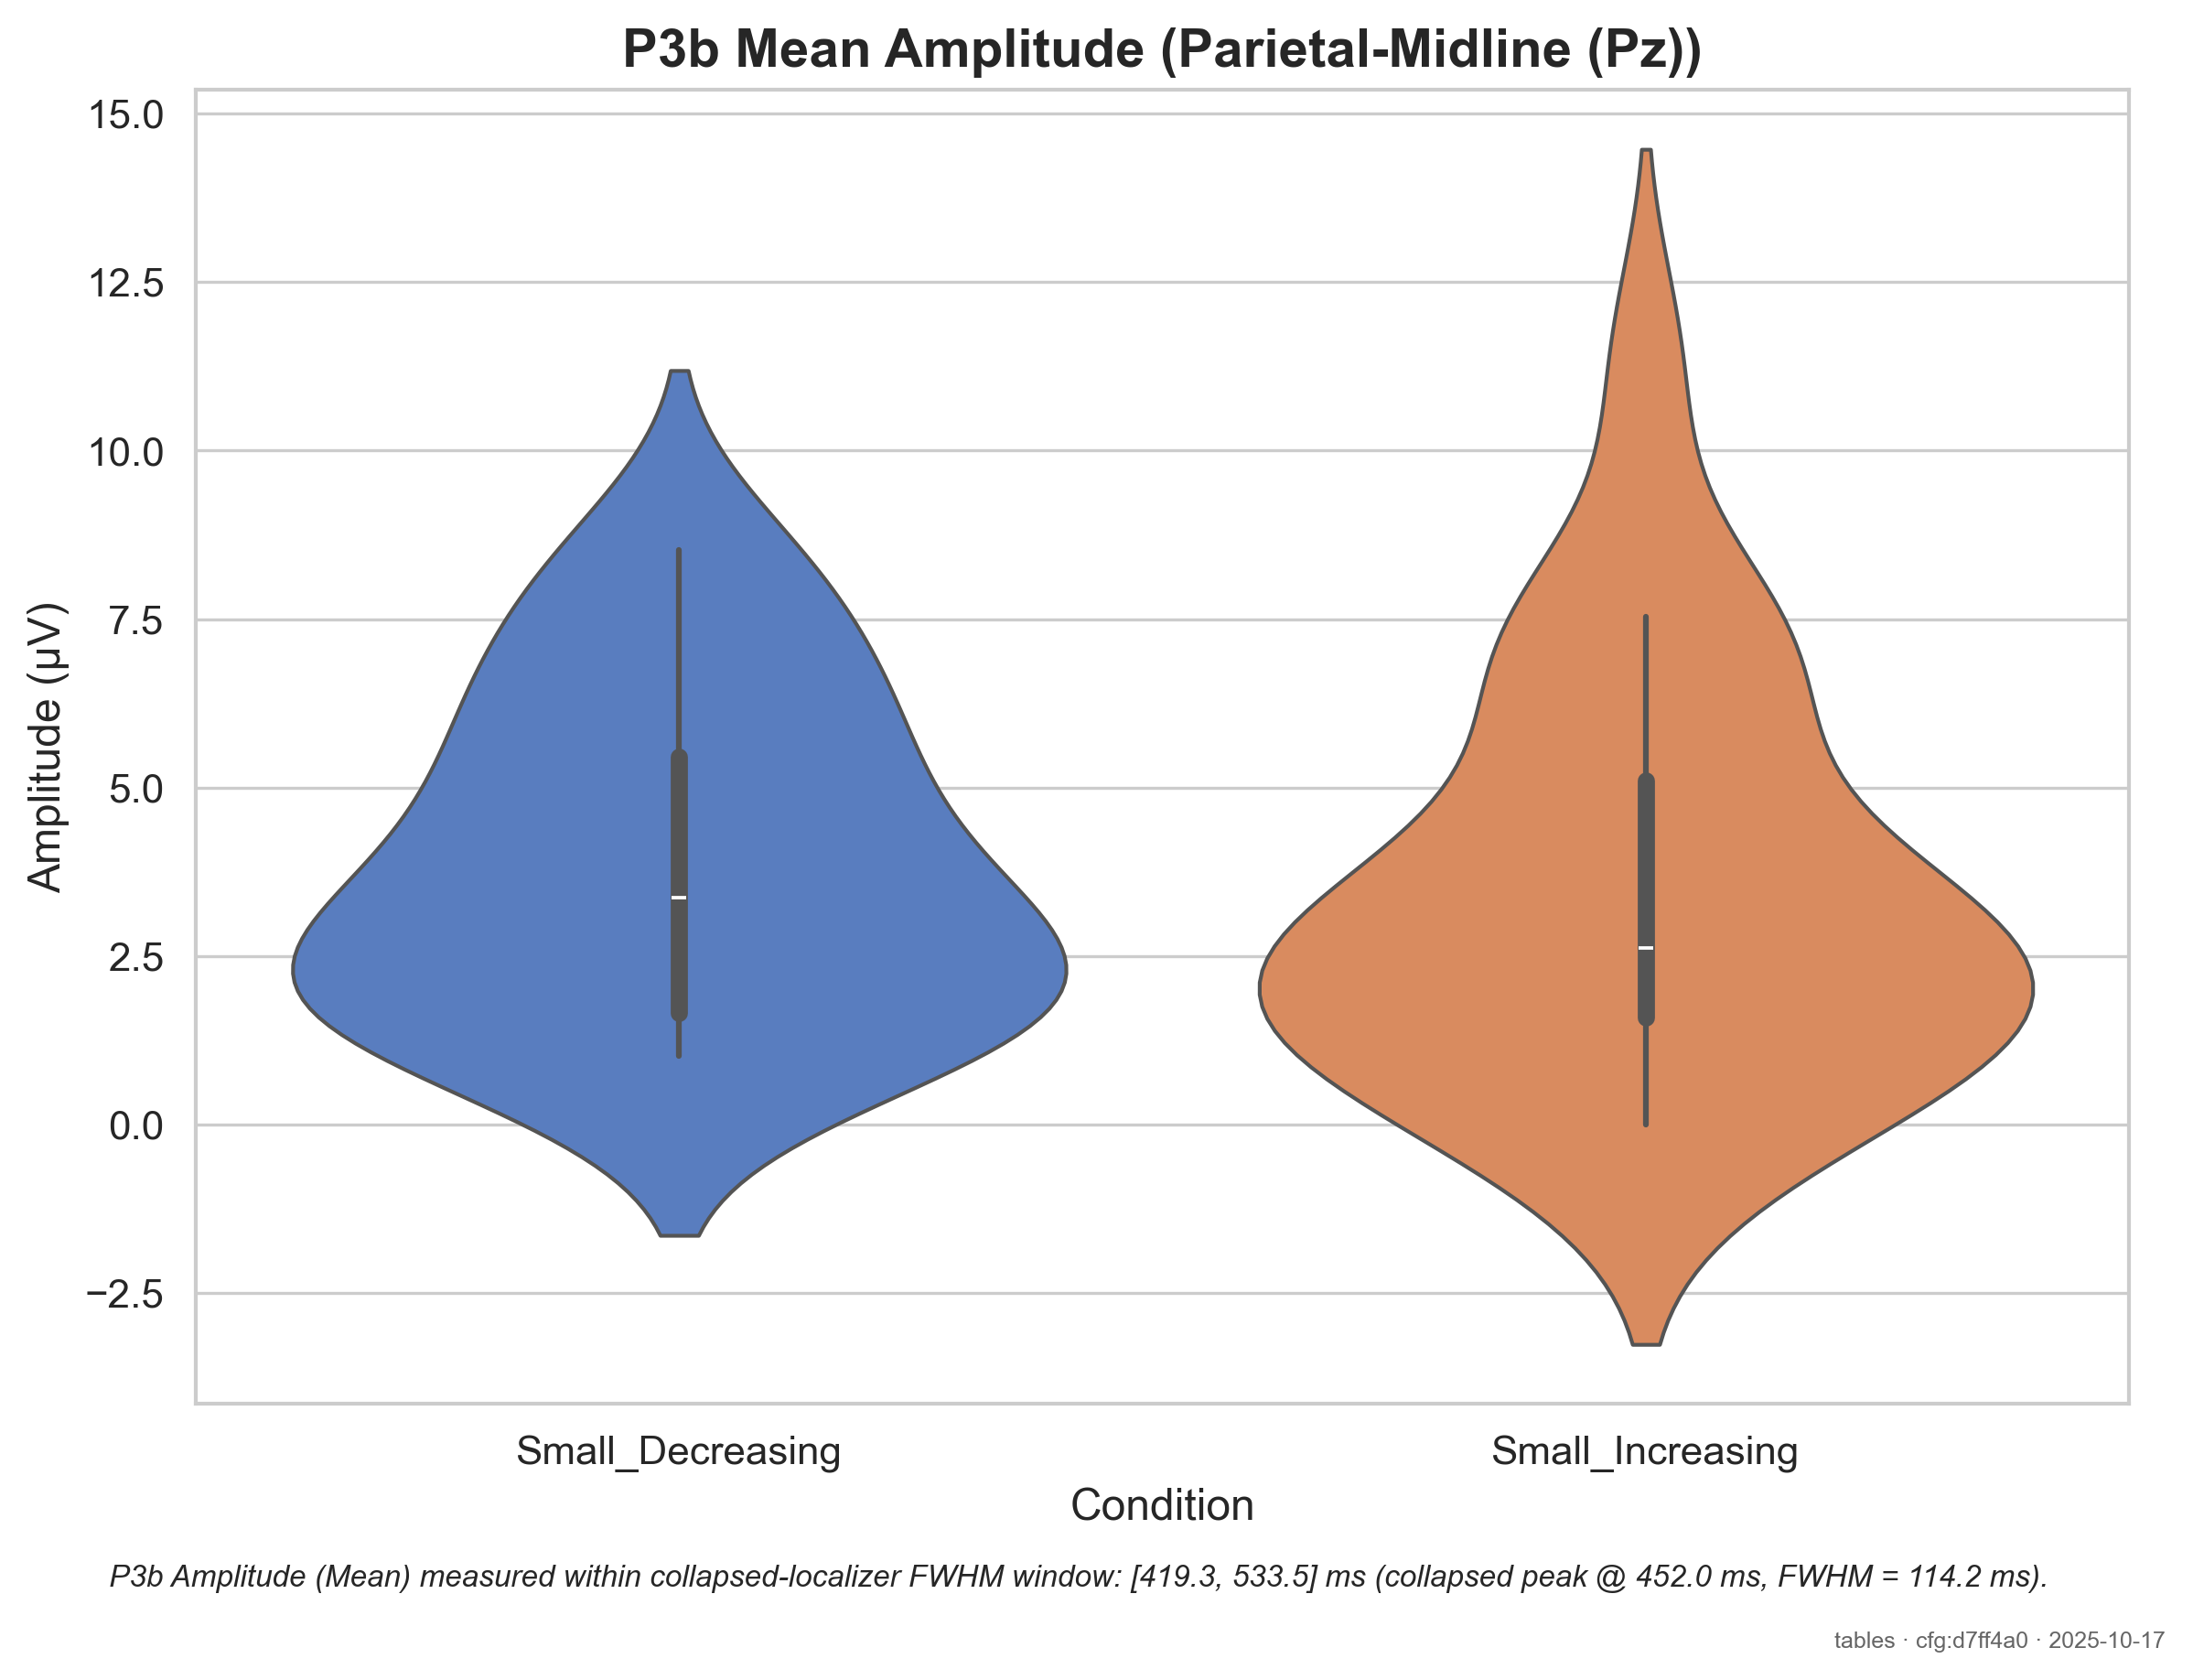 P3b Mean Amplitude (Parietal-Midline (Pz))
15.0
12.5
10.0
7.5
5.0
2.5
0.0
−2.5
Amplitude (µV)
Small_Decreasing
Small_Increasing
Condition
P3b Amplitude (Mean) measured within collapsed-localizer FWHM window: [419.3, 533.5] ms (collapsed peak @ 452.0 ms, FWHM = 114.2 ms).
tables · cfg:d7ff4a0 · 2025-10-17